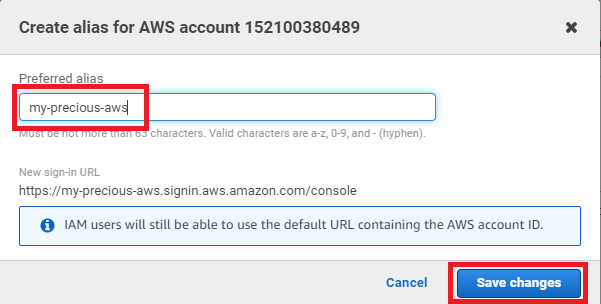 Create alias for AWS account 152100380489
Preferred alias
my-precious-aws
Must be not more than 63 characters. Valid characters are a-z, 0-9, and - (hyphen).
New sign-in URL
https://my-precious-aws.signin.aws.amazon.com/console
IAM users will still be able to use the default URL containing the AWS account ID.
Cancel
Save changes